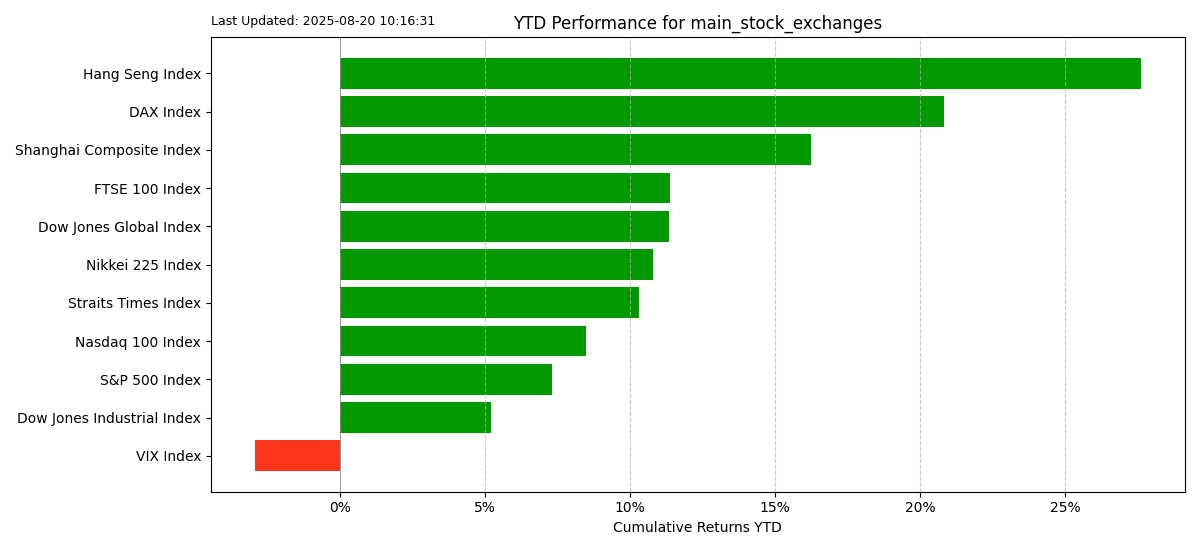 Last Updated: 2025-08-20 10:16:31
YTD Performance for main_stock_exchanges
Hang Seng Index
DAX Index
Shanghai Composite Index
FTSE 100 Index
Dow Jones Global Index
Nikkei 225 Index
Straits Times Index
Nasdaq 100 Index
S&P 500 Index
Dow Jones Industrial Index
VIX Index
0% 5% 10% 15% 20% 25%
Cumulative Returns YTD